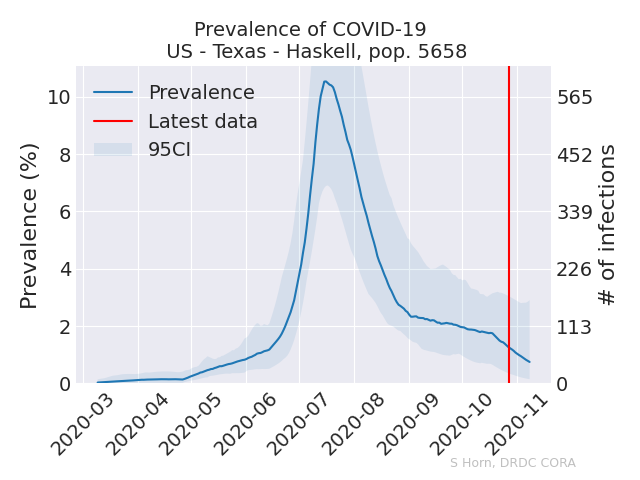 Prevalence of COVID-19
US - Texas - Haskell, pop. 5658
Prevalence (%)
10
8
6
4
2
0
Prevalence
Latest data
95CI
565
452
339
226
113
0
# of infections
2020-03
2020-04
2020-05
2020-06
2020-07
2020-08
2020-09
2020-10
2020-11
S Horn, DRDC CORA